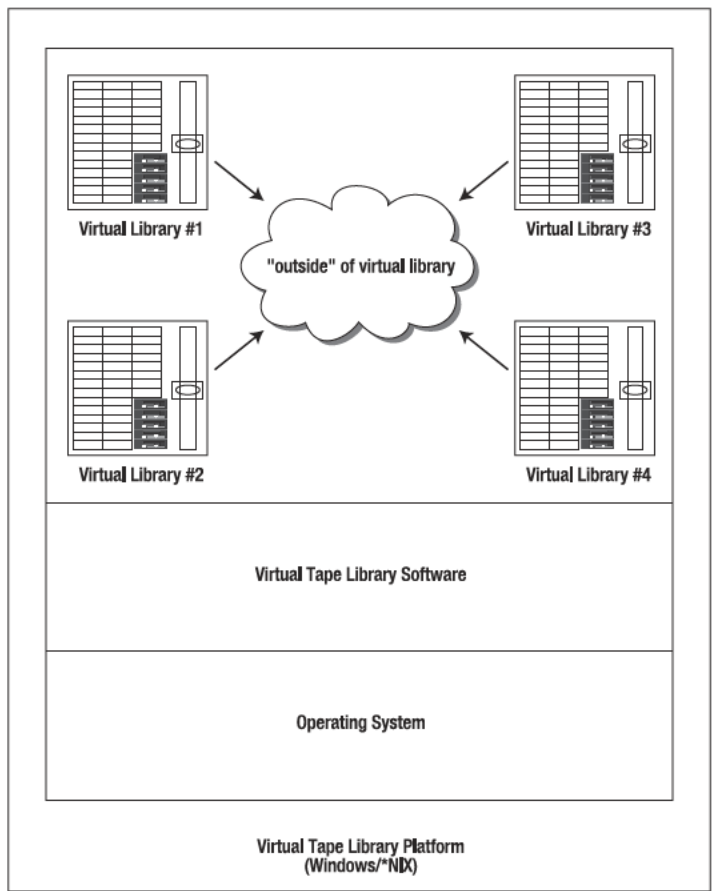 Virtual Library #1
Virtual Library #3
"outside" of virtual library
Virtual Library #2
Virtual Library #4
Virtual Tape Library Software
Operating System
Virtual Tape Library Platform
(Windows/*NIX)